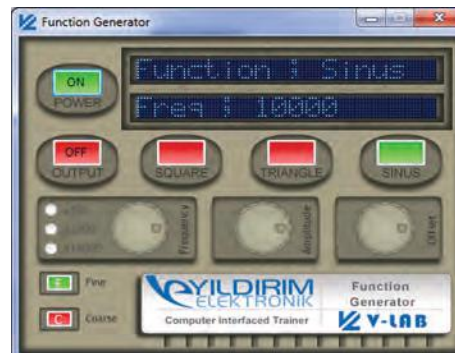 Function Generator
ON
POWER
Function : Sinus
Freq : 10000
OFF
OUTPUT
SQUARE
TRIANGLE
SINUS
Frequency
Amplitude
Offset
F
Fine
C
Coarse
YILDIRIM
ELEKTRONIK
Computer Interfaced Trainer
Function
Generator
V-LAB